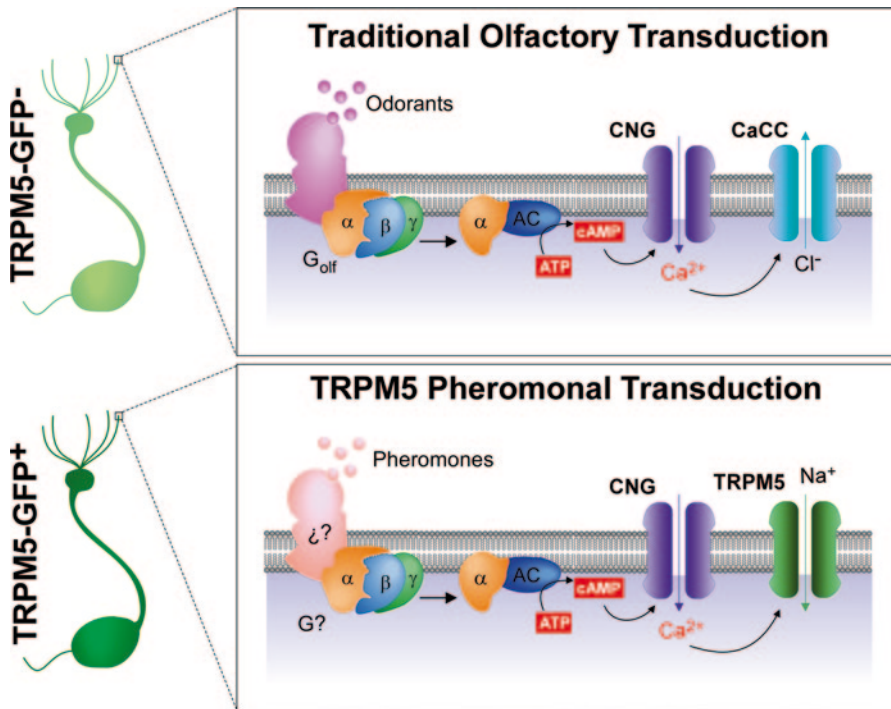 TRPM5-GFP-
Traditional Olfactory Transduction
Odorants
CNG
CaCC
α
β
γ
α
AC
cAMP
ATP
Golf
Ca2+
Cl-
TRPM5-GFP+
TRPM5 Pheromonal Transduction
Pheromones
CNG
TRPM5
Na+
¿?
α
β
γ
α
AC
cAMP
ATP
G?
Ca2+